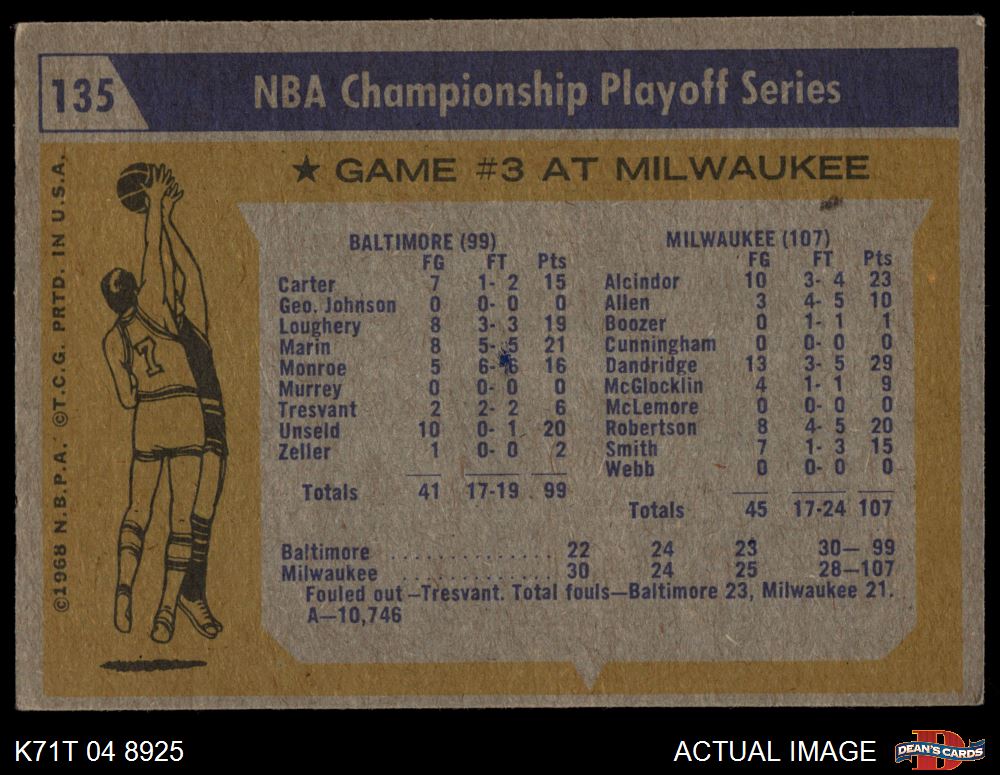 135
NBA Championship Playoff Series
★ GAME #3 AT MILWAUKEE
BALTIMORE (99)
FG FT Pts
Carter 7 1- 2 15
Geo. Johnson 0 0- 0 0
Loughery 8 3- 3 19
Marin 8 5- 5 21
Monroe 5 6- 6 16
Murrey 0 0- 0 0
Tresvant 2 2- 2 6
Unseld 10 0- 1 20
Zeller 1 0- 0 2
Totals 41 17-19 99
MILWAUKEE (107)
FG FT Pts
Alcindor 10 3- 4 23
Allen 3 4- 5 10
Boozer 0 1- 1 1
Cunningham 0 0- 0 0
Dandridge 13 3- 5 29
McGlocklin 4 1- 1 9
McLemore 0 0- 0 0
Robertson 8 4- 5 20
Smith 7 1- 3 15
Webb 0 0- 0 0
Totals 45 17-24 107
Baltimore .............. 22 24 23 30— 99
Milwaukee .............. 30 24 25 28—107
Fouled out—Tresvant. Total fouls—Baltimore 23, Milwaukee 21.
A—10,746
©1968 N.B.P.A. ©T.C.G. PRTD. IN U.S.A.
7
K71T 04 8925
ACTUAL IMAGE
DEAN'S CARDS